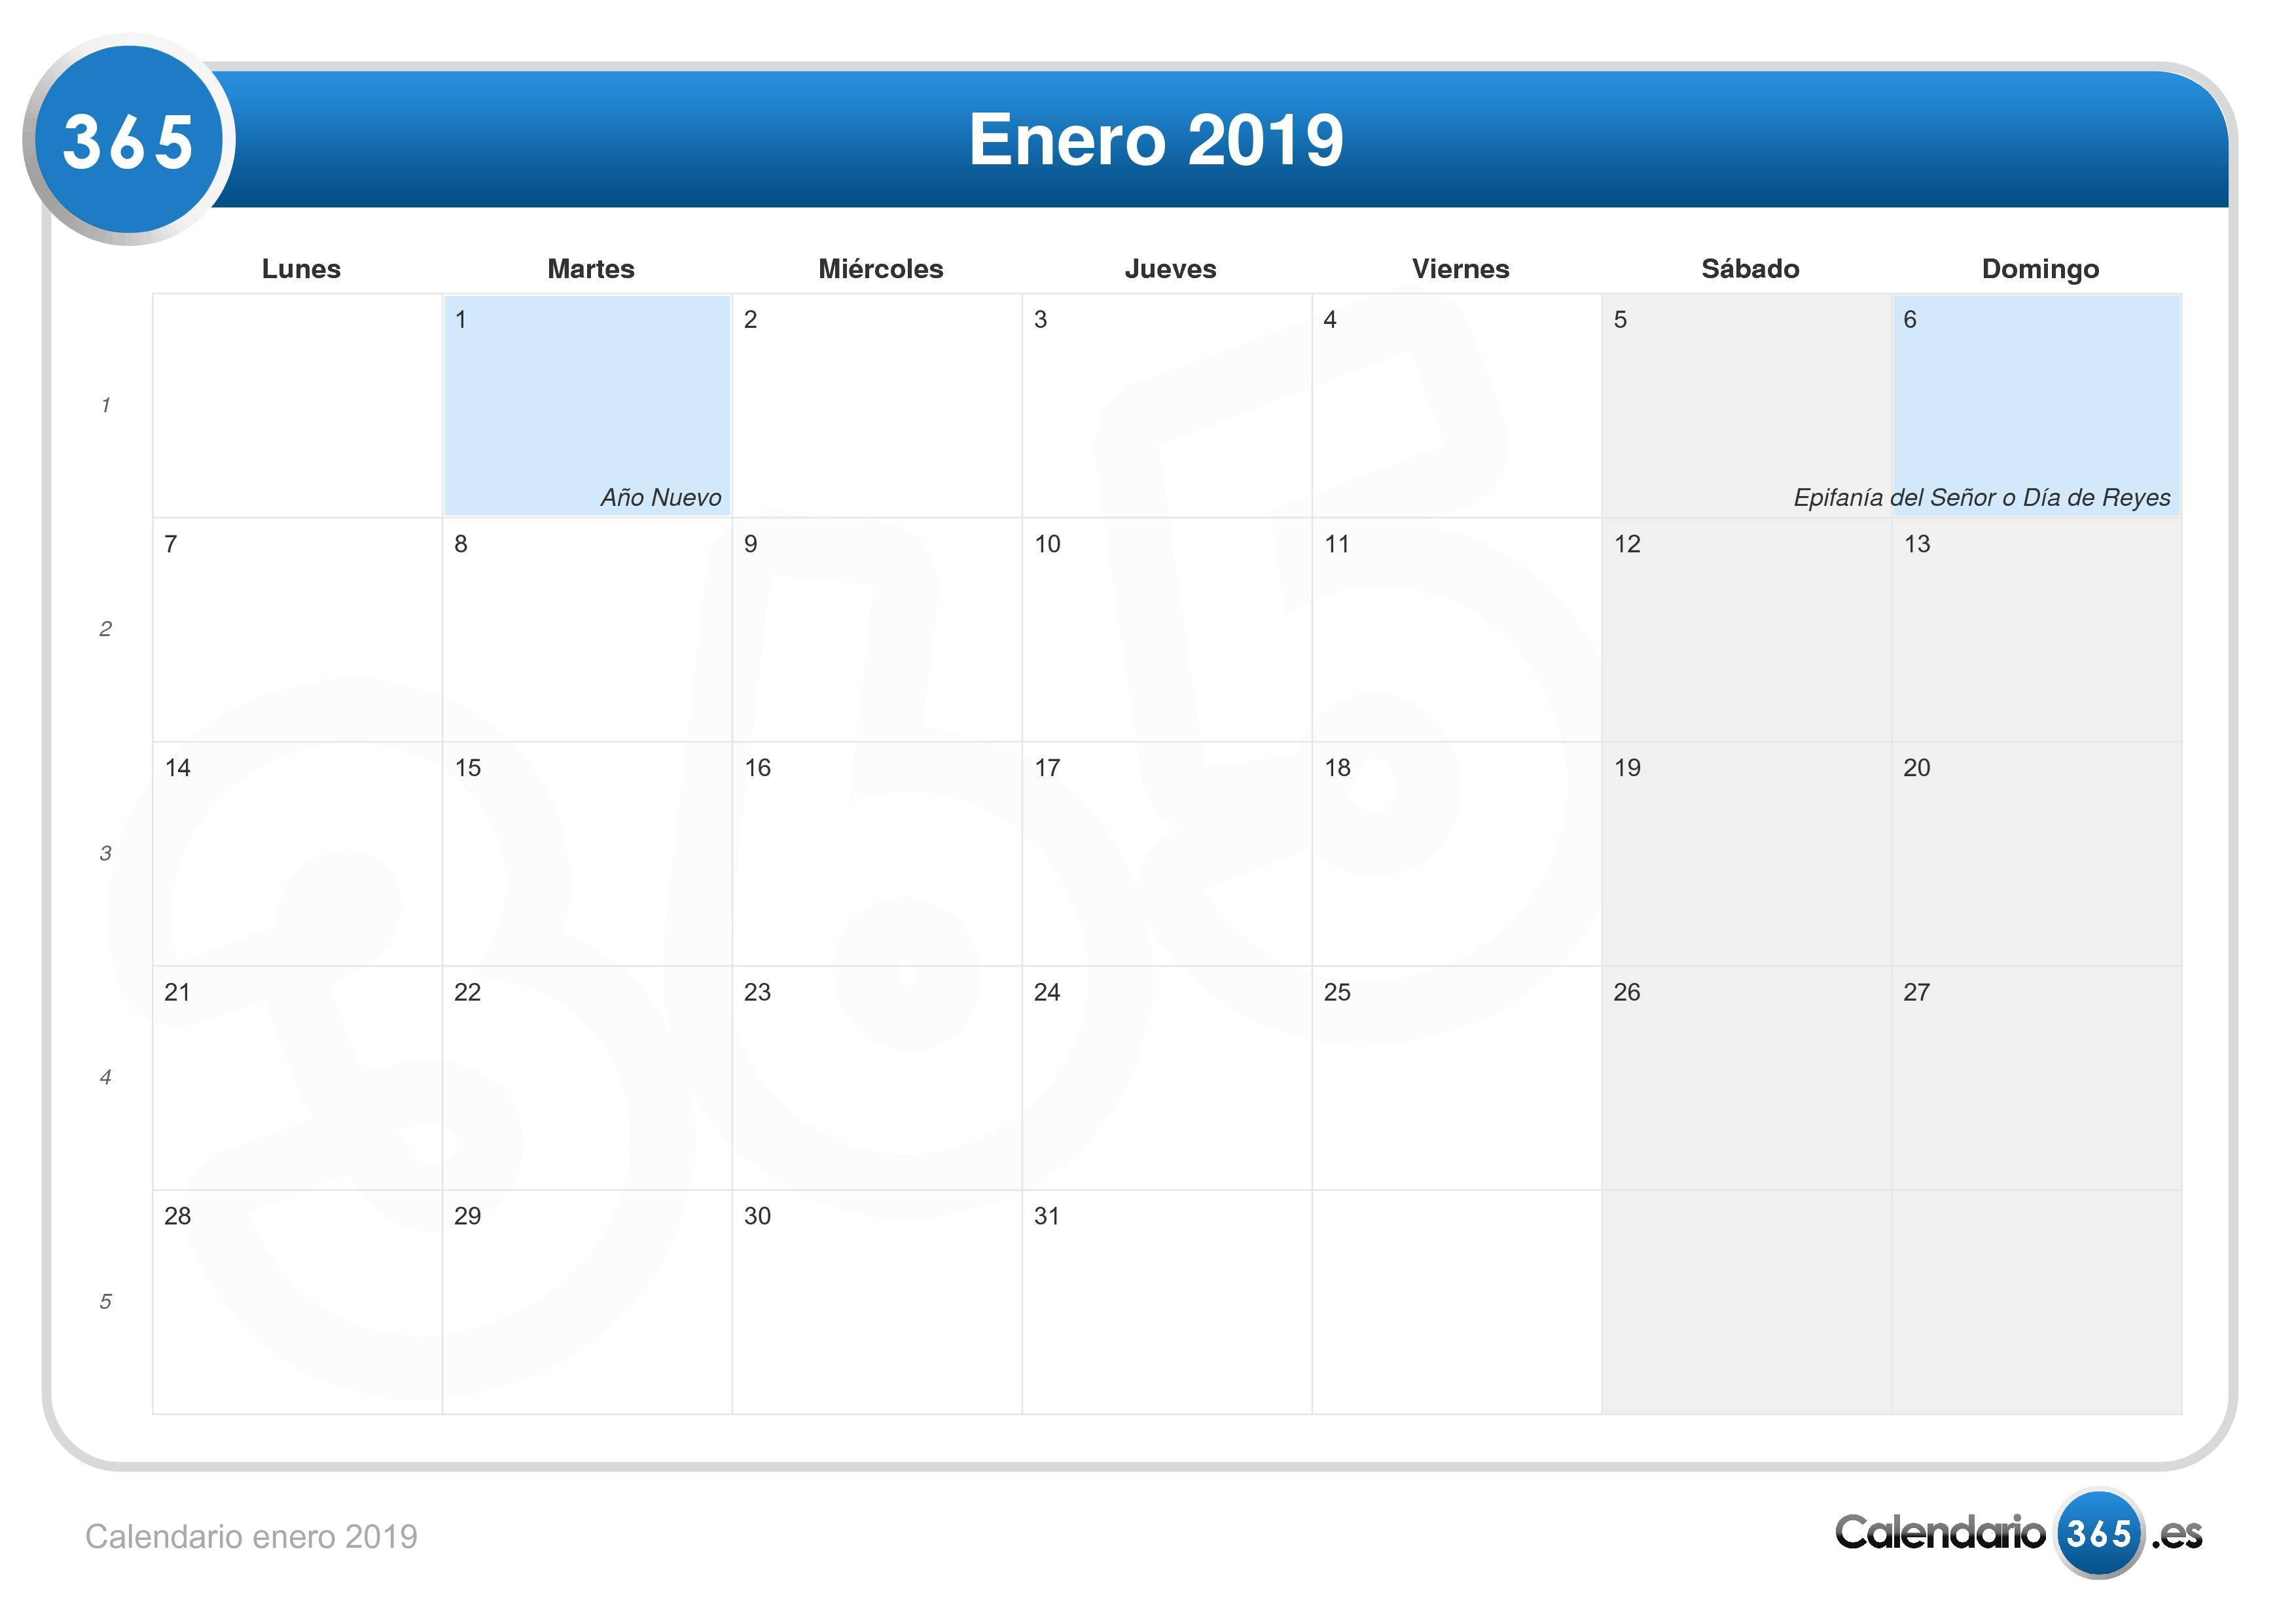 365
Enero 2019
Lunes Martes Miércoles Jueves Viernes Sábado Domingo
1 2 3 4 5 6
1
Año Nuevo Epifanía del Señor o Día de Reyes
7 8 9 10 11 12 13
2
14 15 16 17 18 19 20
3
21 22 23 24 25 26 27
4
28 29 30 31
5
Calendario enero 2019
Calendario 365 .es